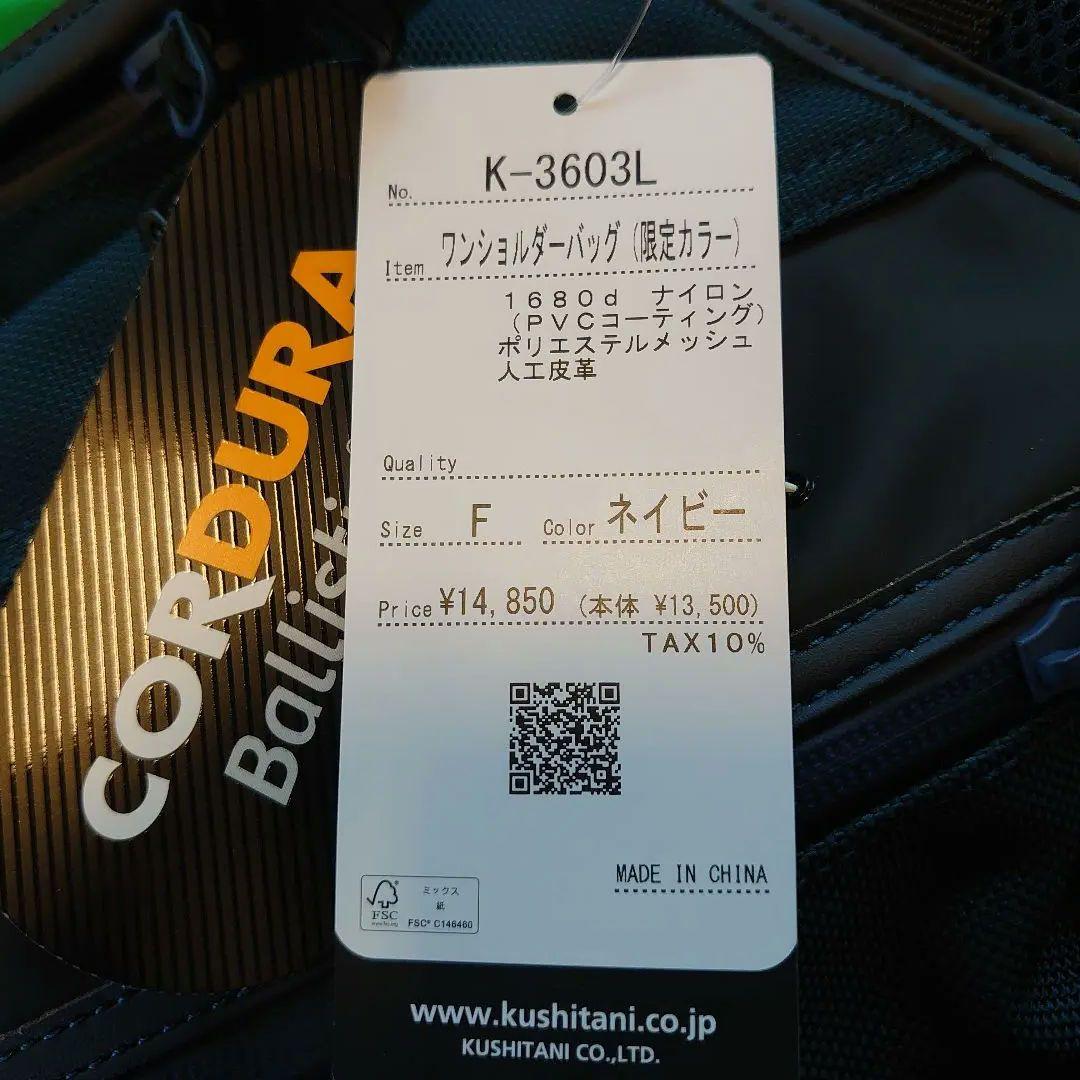 No. K-3603L
Item ワンショルダーバッグ(限定カラー)
1680d ナイロン
(PVCコーティング)
ポリエステルメッシュ
人工皮革
Quality
Size F Color ネイビー
Price ¥14,850 (本体 ¥13,500)
TAX10%
MADE IN CHINA
FSC®
www.fsc.org
ミックス
紙
FSC® C146460
www.kushitani.co.jp
KUSHITANI CO.,LTD.
CORDURA